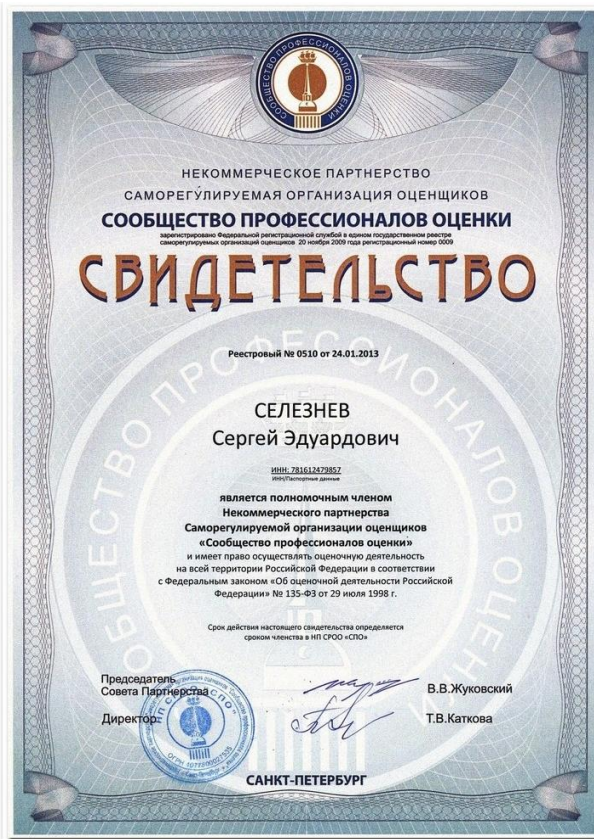 СООБЩЕСТВО ПРОФЕССИОНАЛОВ ОЦЕНКИ
НЕКОММЕРЧЕСКОЕ ПАРТНЕРСТВО
САМОРЕГУЛИРУЕМАЯ ОРГАНИЗАЦИЯ ОЦЕНЩИКОВ
СООБЩЕСТВО ПРОФЕССИОНАЛОВ ОЦЕНКИ
зарегистрировано Федеральной регистрационной службой в едином государственном реестре
саморегулируемых организаций оценщиков 20 ноября 2009 года регистрационный номер 0009
СВИДЕТЕЛЬСТВО
Реестровый № 0510 от 24.01.2013
СЕЛЕЗНЕВ
Сергей Эдуардович
ИНН: 781612479857
ИНН/Паспортные данные
является полномочным членом
Некоммерческого партнерства
Саморегулируемой организации оценщиков
«Сообщество профессионалов оценки»
и имеет право осуществлять оценочную деятельность
на всей территории Российской Федерации в соответствии
с Федеральным законом «Об оценочной деятельности Российской
Федерации» № 135-ФЗ от 29 июля 1998 г.
Срок действия настоящего свидетельства определяется
сроком членства в НП СРОО «СПО»
Председатель
Совета Партнерства
В.В.Жуковский
Директор
Т.В.Каткова
САНКТ-ПЕТЕРБУРГ